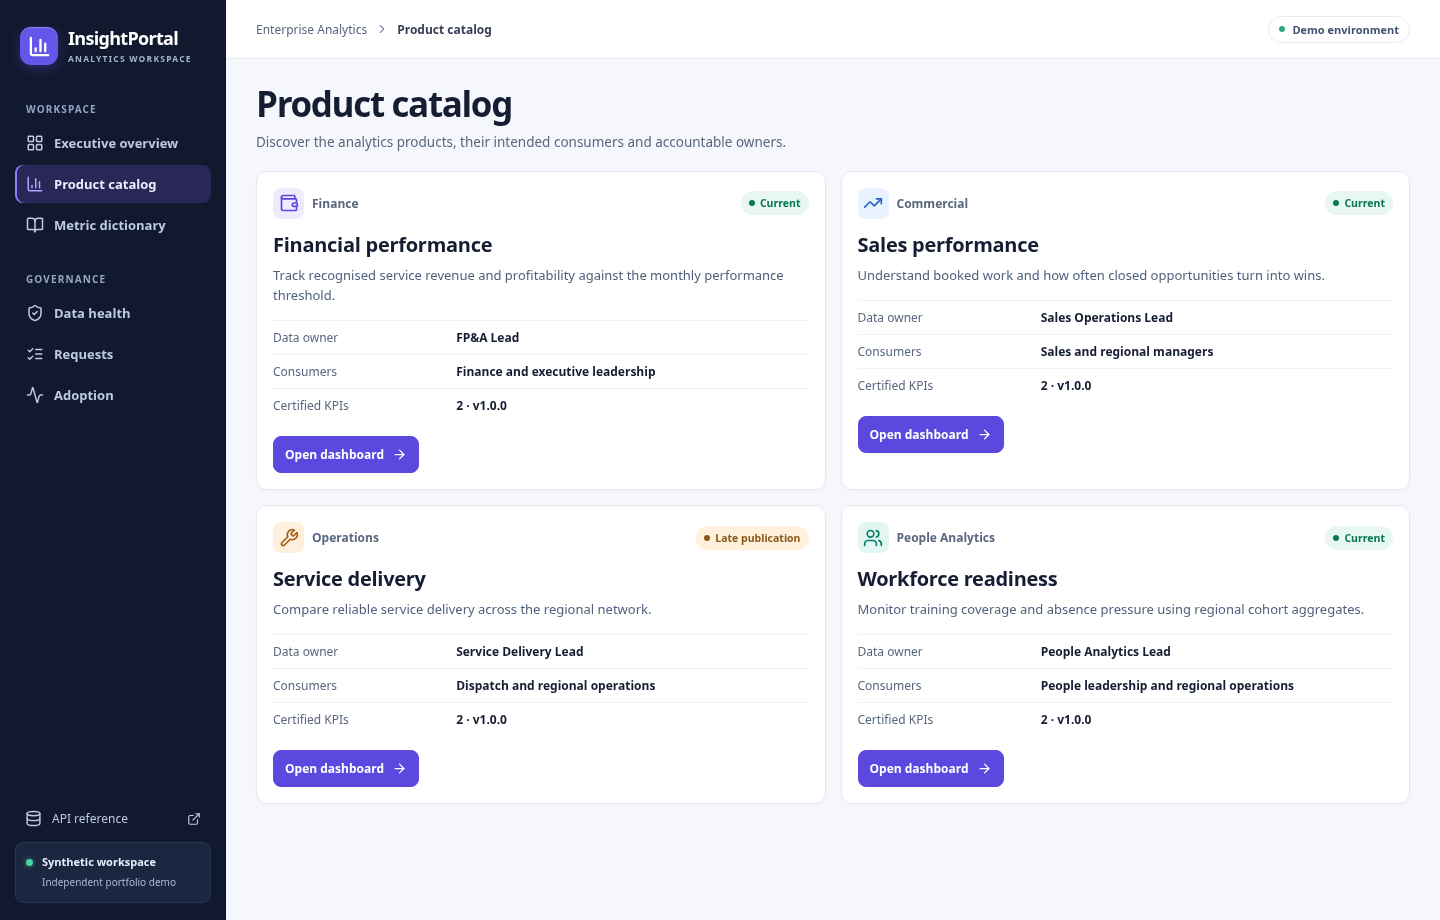 InsightPortal
ANALYTICS WORKSPACE
WORKSPACE
Executive overview
Product catalog
Metric dictionary
GOVERNANCE
Data health
Requests
Adoption
API reference
Synthetic workspace
Independent portfolio demo
Enterprise Analytics
Product catalog
Demo environment
Product catalog
Discover the analytics products, their intended consumers and accountable owners.
Finance
Current
Financial performance
Track recognised service revenue and profitability against the monthly performance
threshold.
Data owner FP&A Lead
Consumers Finance and executive leadership
Certified KPIs 2 · v1.0.0
Open dashboard
Commercial
Current
Sales performance
Understand booked work and how often closed opportunities turn into wins.
Data owner Sales Operations Lead
Consumers Sales and regional managers
Certified KPIs 2 · v1.0.0
Open dashboard
Operations
Late publication
Service delivery
Compare reliable service delivery across the regional network.
Data owner Service Delivery Lead
Consumers Dispatch and regional operations
Certified KPIs 2 · v1.0.0
Open dashboard
People Analytics
Current
Workforce readiness
Monitor training coverage and absence pressure using regional cohort aggregates.
Data owner People Analytics Lead
Consumers People leadership and regional operations
Certified KPIs 2 · v1.0.0
Open dashboard